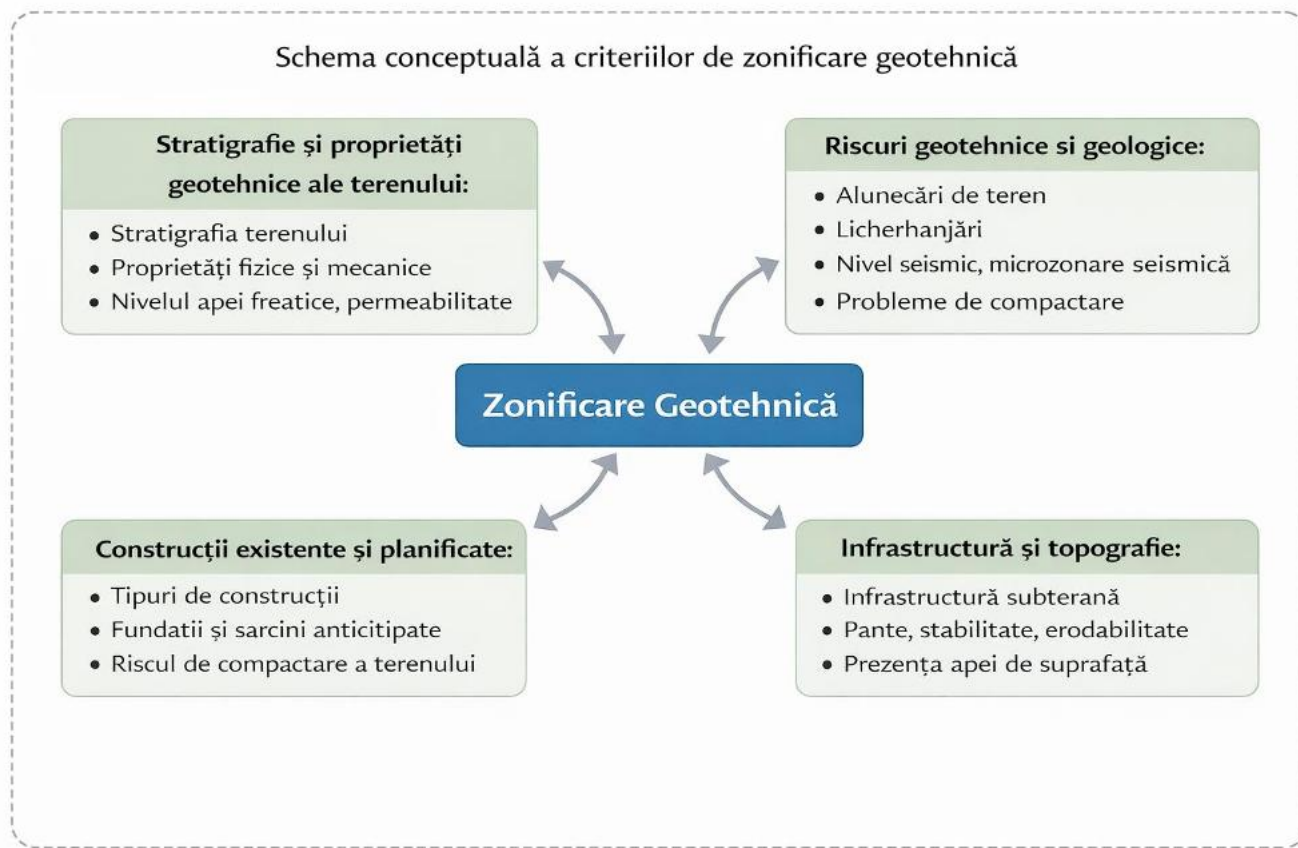 Schema conceptuală a criteriilor de zonificare geotehnică
Stratigrafie și proprietăți
geotehnice ale terenului:
• Stratigrafia terenului
• Proprietăți fizice și mecanice
• Nivelul apei freatice, permeabilitate
Riscuri geotehnice si geologice:
• Alunecări de teren
• Licherhanjări
• Nivel seismic, microzonare seismică
• Probleme de compactare
Zonificare Geotehnică
Construcții existente și planificate:
• Tipuri de construcții
• Fundatii și sarcini anticitipate
• Riscul de compactare a terenului
Infrastructură și topografie:
• Infrastructură subterană
• Pante, stabilitate, erodabilitate
• Prezența apei de suprafață